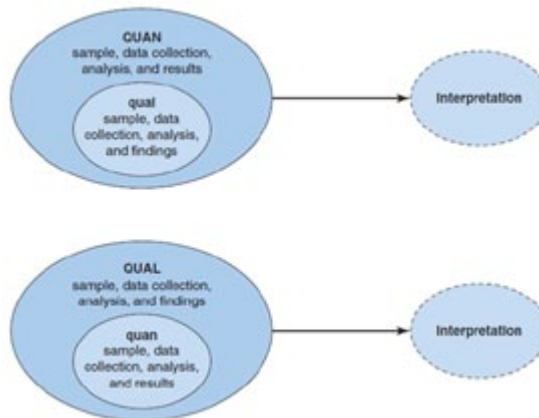 QUAN
sample, data collection,
analysis, and results
qual
sample, data
collection, analysis,
and findings
Interpretation
QUAL
sample, data collection,
analysis, and findings
quan
sample, data
collection, analysis,
and results
Interpretation